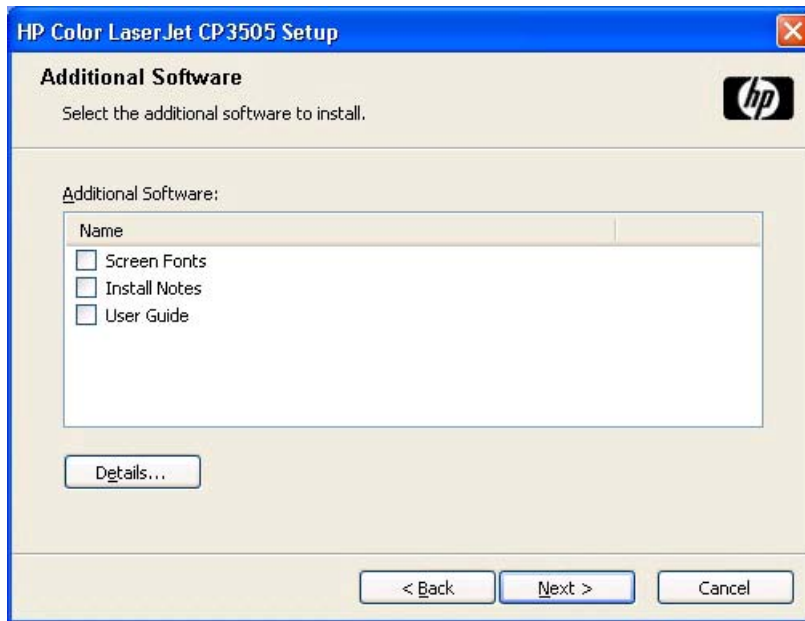 HP Color LaserJet CP3505 Setup
Additional Software
Select the additional software to install.
hp
Additional Software:
Name
Screen Fonts
Install Notes
User Guide
Details...
< Back
Next >
Cancel